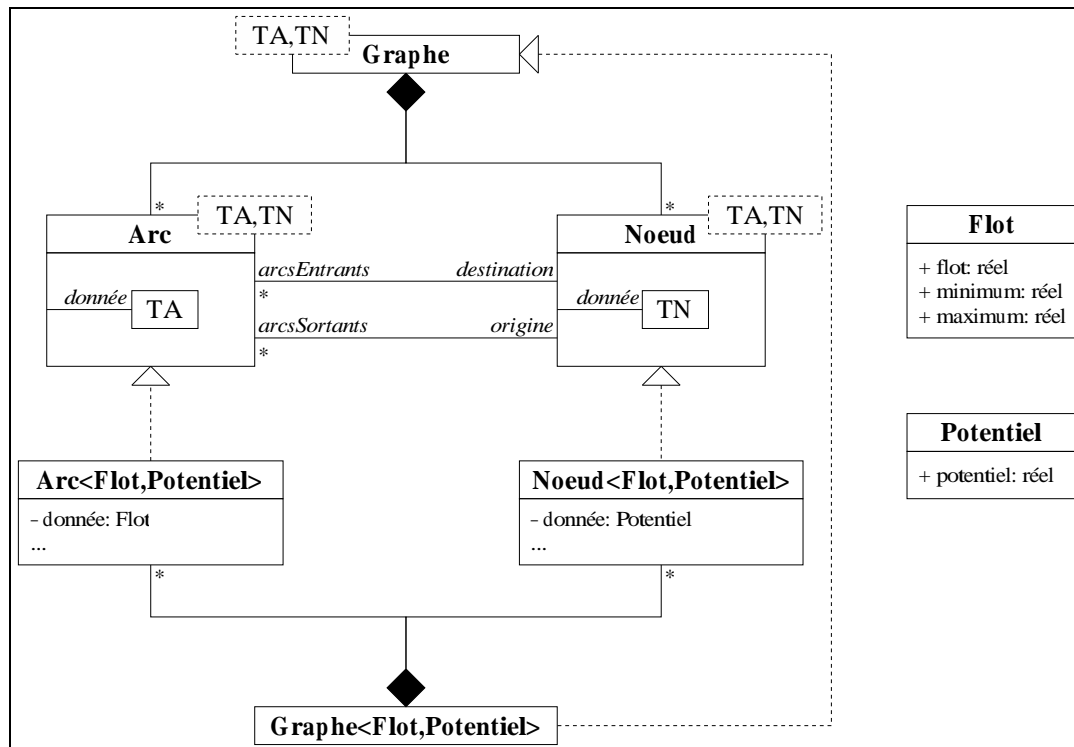 TA,TN
Graphe
* *
TA,TN TA,TN
Arc Noeud
Flot
arcsEntrants destination
+ flot: réel
* donnée donnée
+ minimum: réel
TA TN
+ maximum: réel
arcsSortants origine
*
Potentiel
Arc<Flot,Potentiel> Noeud<Flot,Potentiel>
+ potentiel: réel
- donnée: Flot - donnée: Potentiel
... ...
* *
Graphe<Flot,Potentiel>